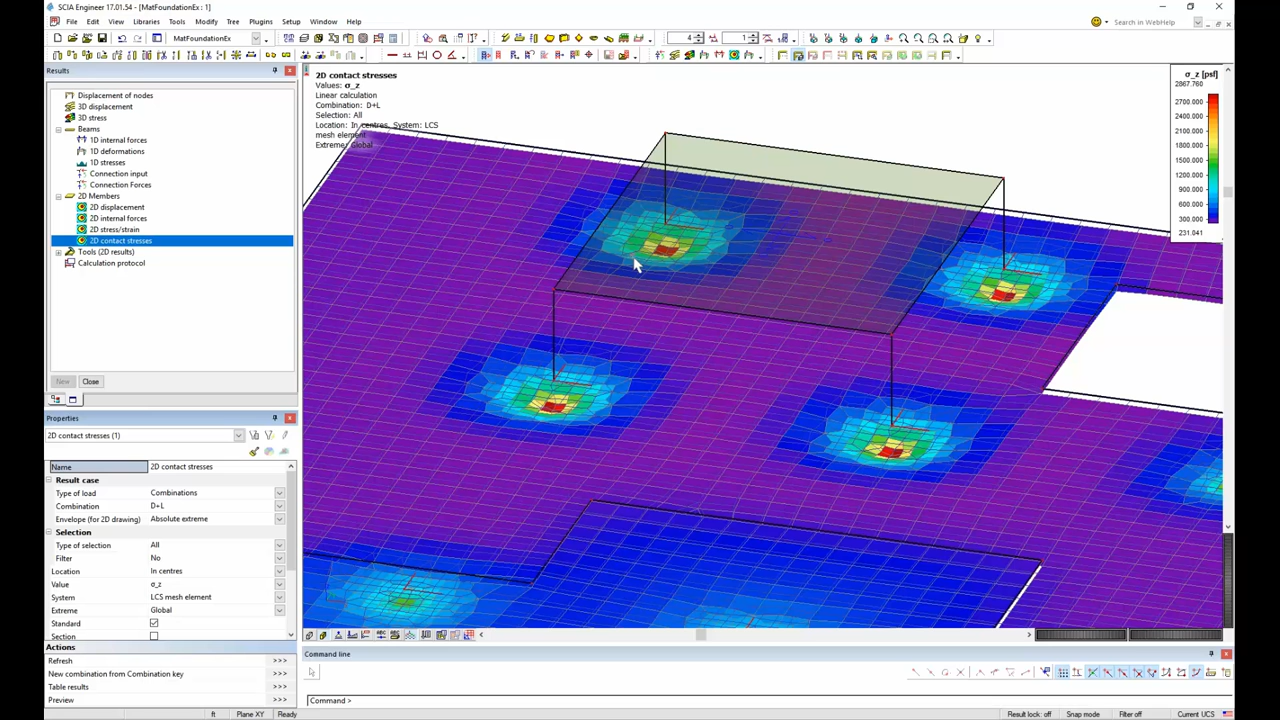 SCIA Engineer 17.01.54 - [MatFoundationEx : 1]
File Edit View Libraries Tools Modify Tree Plugins Setup Window Help
Search in WebHelp
MatFoundationEx
4
1
Results
Displacement of nodes
3D displacement
3D stress
Beams
1D internal forces
1D deformations
1D stresses
Connection input
Connection Forces
2D Members
2D displacement
2D internal forces
2D stress/strain
2D contact stresses
Tools (2D results)
Calculation protocol
New Close
Properties
2D contact stresses (1)
Name 2D contact stresses
Result case
Type of load Combinations
Combination D+L
Envelope (for 2D drawing) Absolute extreme
Selection
Type of selection All
Filter No
Location In centres
Value σ_z
System LCS mesh element
Extreme Global
Standard
Section
Actions
Refresh >>>
New combination from Combination key >>>
Table results >>>
Preview >>>
2D contact stresses
Values: σ_z
Linear calculation
Combination: D+L
Selection: All
Location: In centres, System: LCS
mesh element
Extreme: Global
σ_z [psf]
2867.760
2700.000
2400.000
2100.000
1800.000
1500.000
1200.000
900.000
600.000
300.000
231.041
Command line
Command >
ft Plane XY Ready Result lock: off Snap mode Filter off Current UCS